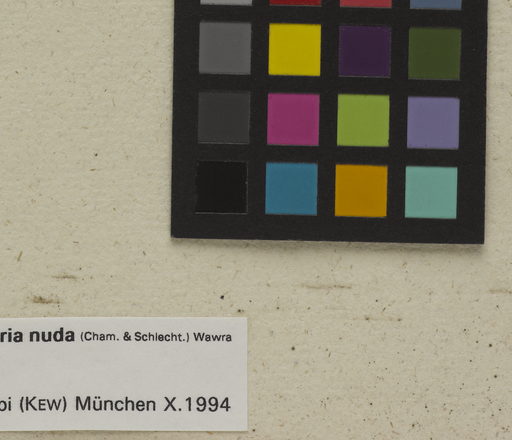 ria nuda (Cham. & Schlecht.) Wawra
bi (KEW) München X.1994